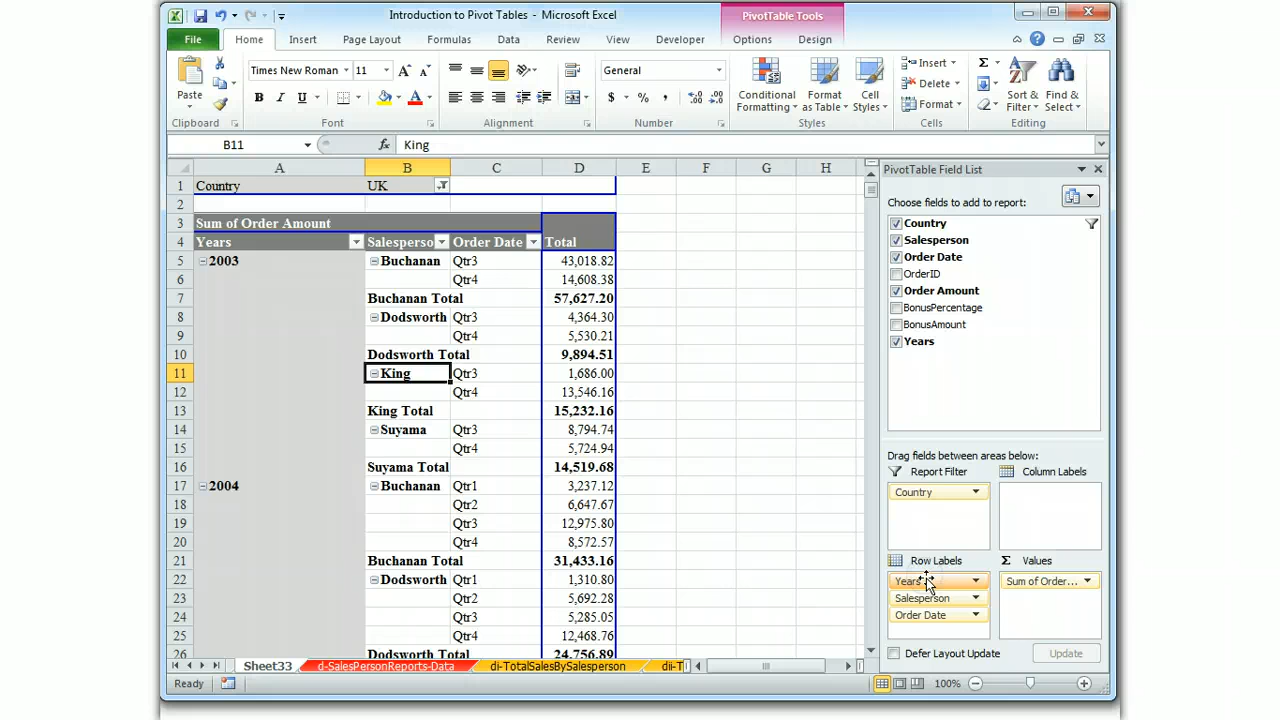 Introduction to Pivot Tables - Microsoft Excel
PivotTable Tools
File Home Insert Page Layout Formulas Data Review View Developer Options Design
Paste
Times New Roman 11
General
Conditional Formatting
Format as Table
Cell Styles
Insert
Delete
Format
Sort & Filter
Find & Select
Clipboard Font Alignment Number Styles Cells Editing
B11 fx King
A B C D E F G H
1 Country UK
2
3 Sum of Order Amount
4 Years Salesperso Order Date Total
5 2003 Buchanan Qtr3 43,018.82
6 Qtr4 14,608.38
7 Buchanan Total 57,627.20
8 Dodsworth Qtr3 4,364.30
9 Qtr4 5,530.21
10 Dodsworth Total 9,894.51
11 King Qtr3 1,686.00
12 Qtr4 13,546.16
13 King Total 15,232.16
14 Suyama Qtr3 8,794.74
15 Qtr4 5,724.94
16 Suyama Total 14,519.68
17 2004 Buchanan Qtr1 3,237.12
18 Qtr2 6,647.67
19 Qtr3 12,975.80
20 Qtr4 8,572.57
21 Buchanan Total 31,433.16
22 Dodsworth Qtr1 1,310.80
23 Qtr2 5,692.28
24 Qtr3 5,285.05
25 Qtr4 12,468.76
26 Dodsworth Total 24,756.89
PivotTable Field List
Choose fields to add to report:
Country
Salesperson
Order Date
OrderID
Order Amount
BonusPercentage
BonusAmount
Years
Drag fields between areas below:
Report Filter Column Labels
Country
Row Labels Σ Values
Years Sum of Order...
Salesperson
Order Date
Defer Layout Update Update
Sheet33 d-SalesPersonReports-Data di-TotalSalesBySalesperson dii-T
Ready 100%